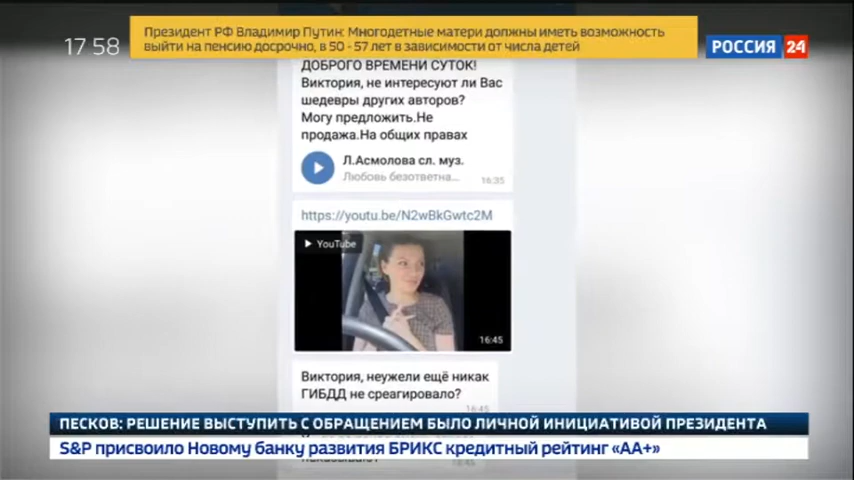 17 58
Президент РФ Владимир Путин: Многодетные матери должны иметь возможность
выйти на пенсию досрочно, в 50 - 57 лет в зависимости от числа детей
РОССИЯ 24
ДОБРОГО ВРЕМЕНИ СУТОК!
Виктория, не интересуют ли Вас
шедевры других авторов?
Могу предложить.Не
продажа.На общих правах
Л.Асмолова сл. муз.
Любовь безответна...
16:35
https://youtu.be/N2wBkGwtc2M
YouTube
16:45
Виктория, неужели ещё никак
ГИБДД не среагировало?
16:45
ПЕСКОВ: РЕШЕНИЕ ВЫСТУПИТЬ С ОБРАЩЕНИЕМ БЫЛО ЛИЧНОЙ ИНИЦИАТИВОЙ ПРЕЗИДЕНТА
S&P присвоило Новому банку развития БРИКС кредитный рейтинг «АА+»
16:45